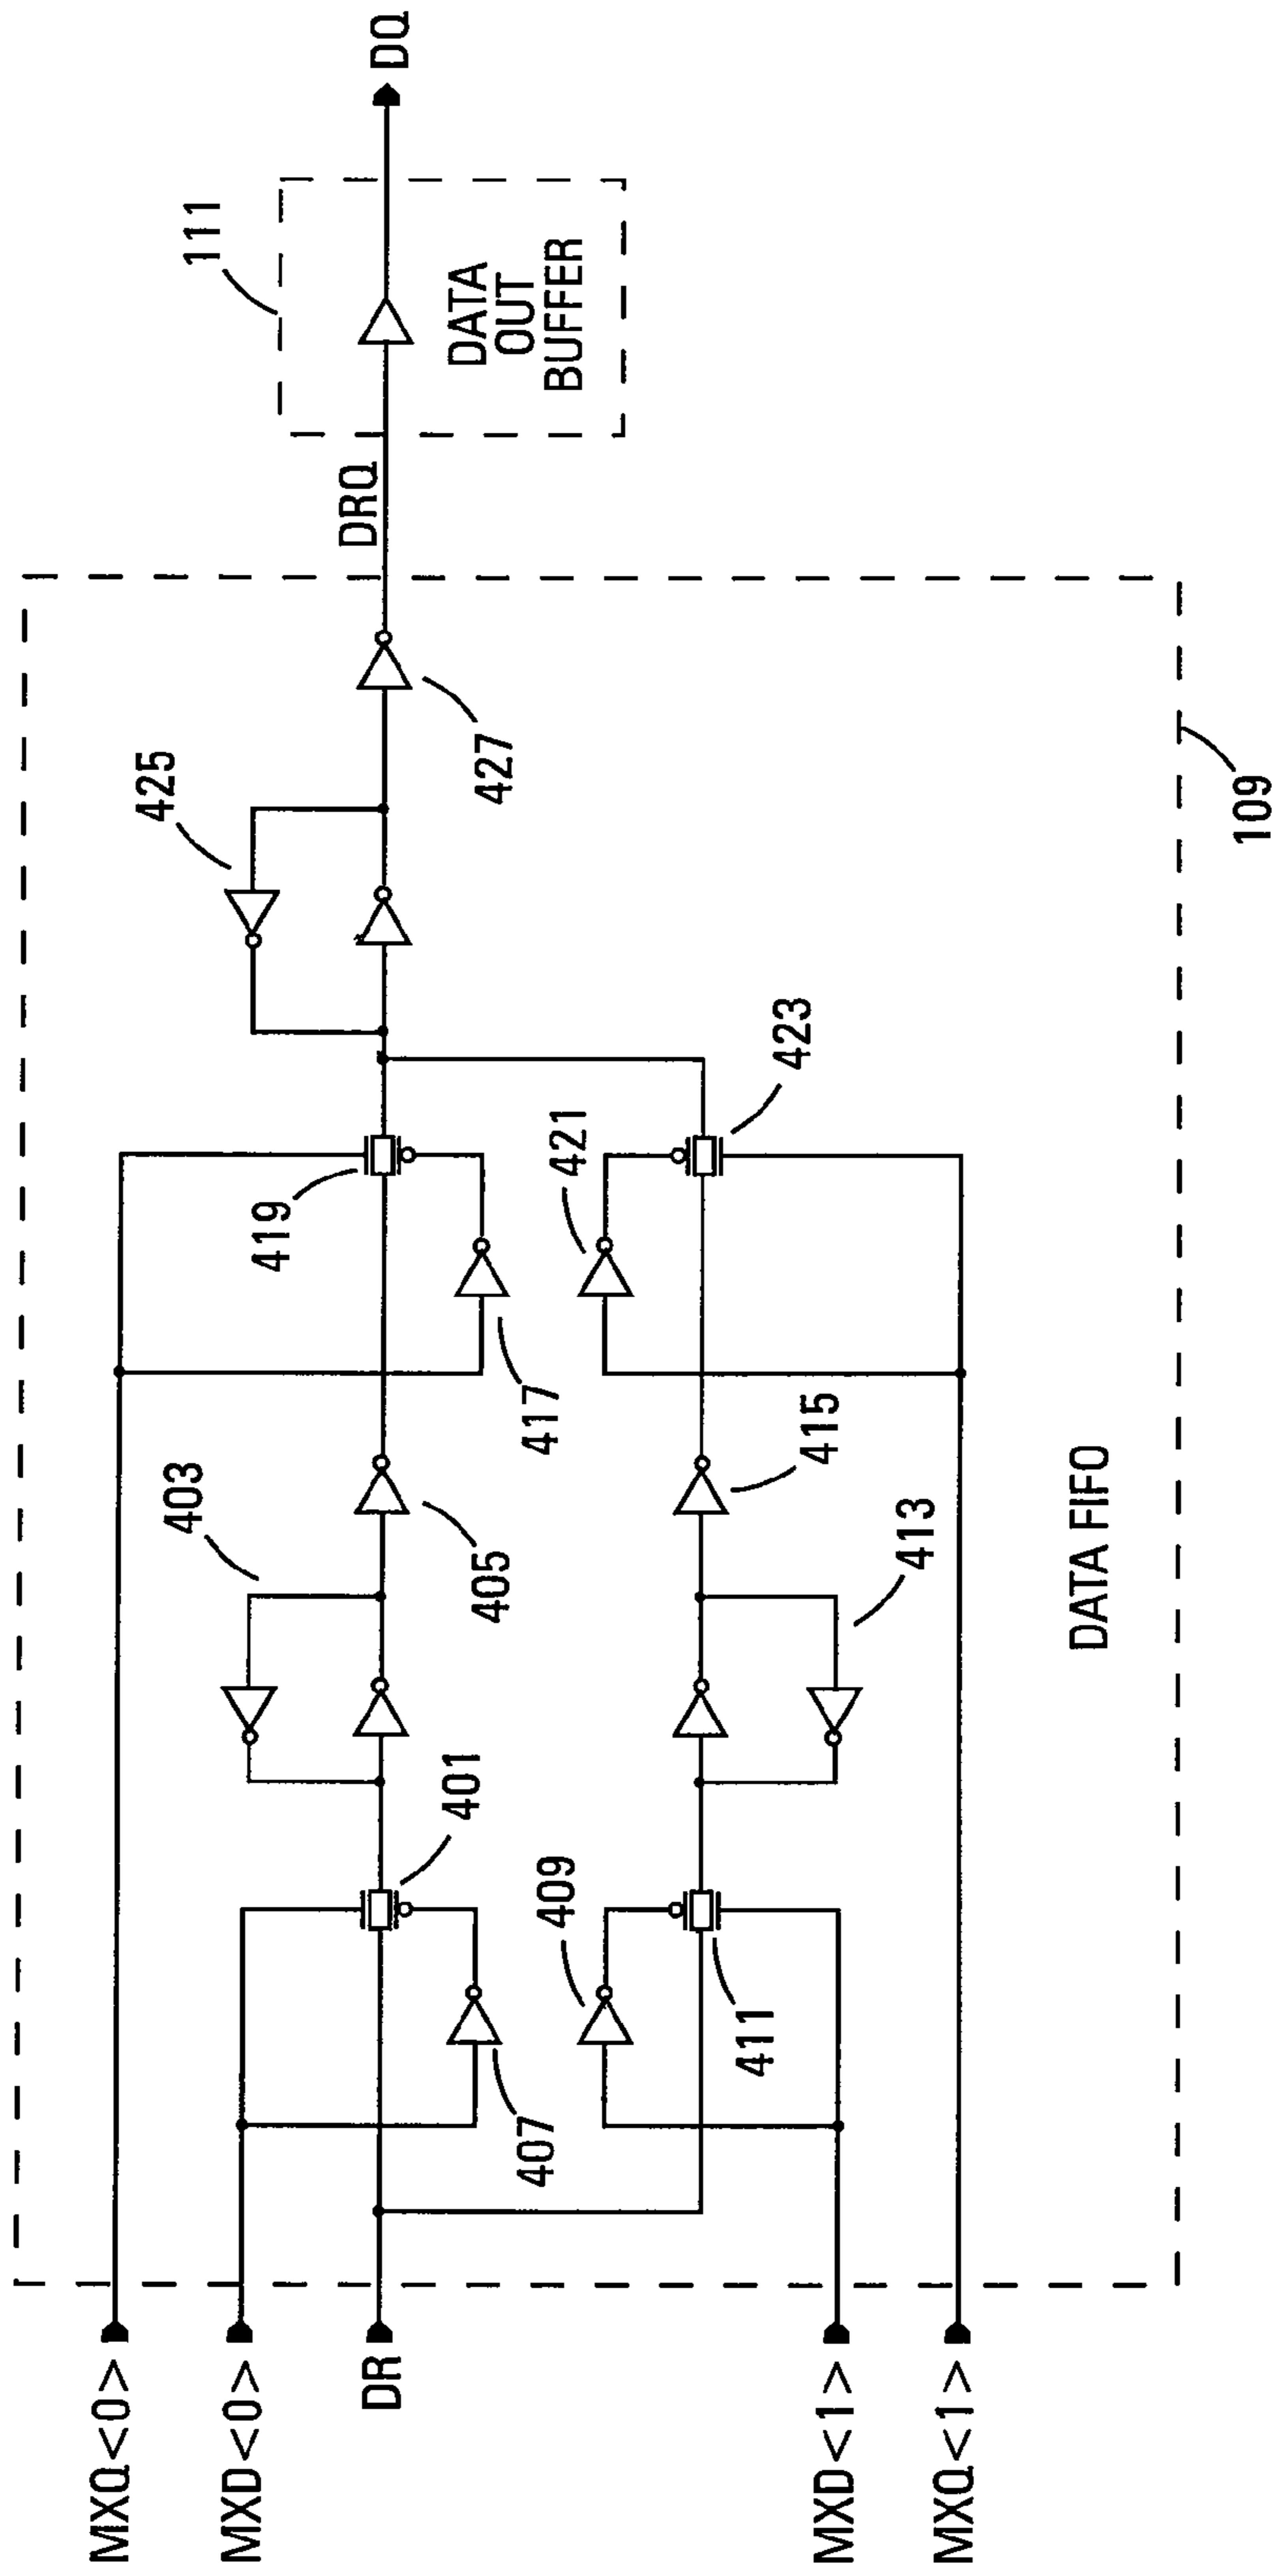 MXQ<0>
MXD<0>
DR
MXD<1>
MXQ<1>
407
409
411
401
403
405
413
415
417
419
421
423
425
427
DATA FIFO
109
DRQ
111
DATA
OUT
BUFFER
DQ